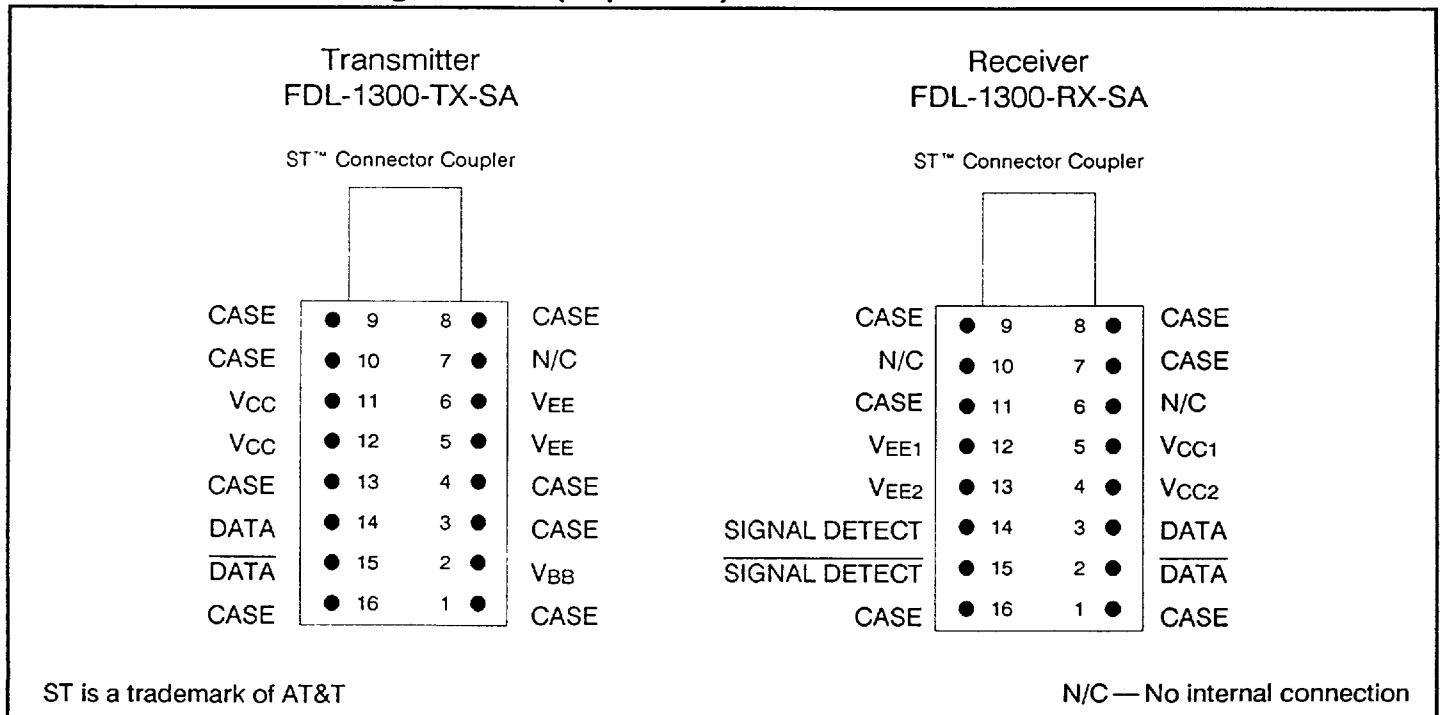 Transmitter
FDL-1300-TX-SA
ST™ Connector Coupler
CASE 9 8 CASE
CASE 10 7 N/C
VCC 11 6 VEE
VCC 12 5 VEE
CASE 13 4 CASE
DATA 14 3 CASE
DATA 15 2 VBB
CASE 16 1 CASE
Receiver
FDL-1300-RX-SA
ST™ Connector Coupler
CASE 9 8 CASE
N/C 10 7 CASE
CASE 11 6 N/C
VEE1 12 5 VCC1
VEE2 13 4 VCC2
SIGNAL DETECT 14 3 DATA
SIGNAL DETECT 15 2 DATA
CASE 16 1 CASE
ST is a trademark of AT&T
N/C — No internal connection